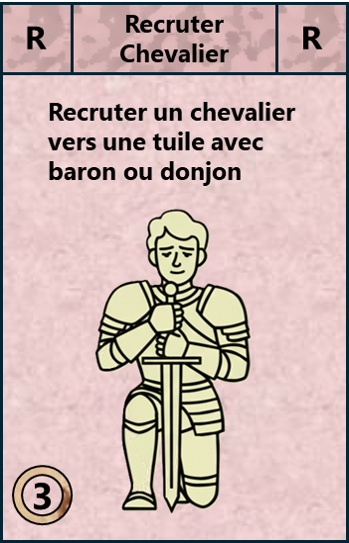 R
Recruter
Chevalier
R
Recruter un chevalier
vers une tuile avec
baron ou donjon
3